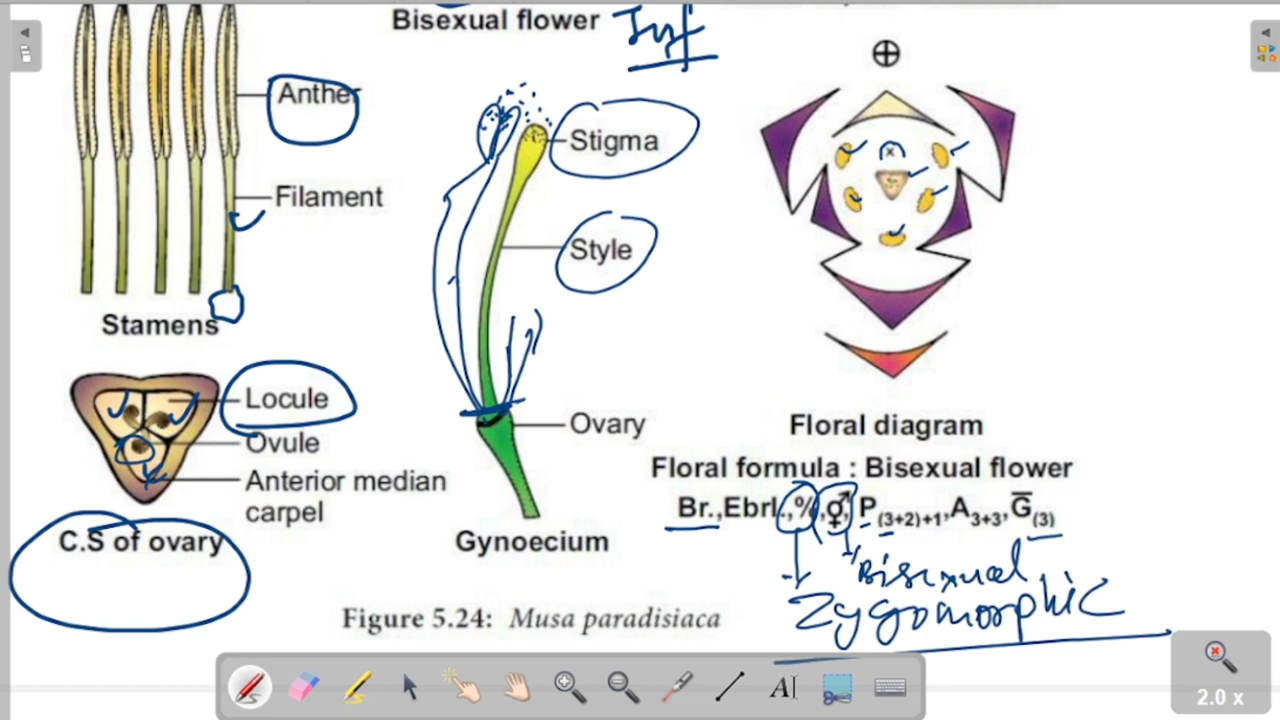 Bisexual flower Inf
Anther
Filament
Stamens
Stigma
Style
Ovary
Gynoecium
Locule
Ovule
Anterior median
carpel
C.S of ovary
Floral diagram
Floral formula : Bisexual flower
Br.,Ebrl.,%,⚥,P(3+2)+1,A3+3,G̅(3)
Bisexual
Zygomorphic
Figure 5.24: Musa paradisiaca
A
2.0 x